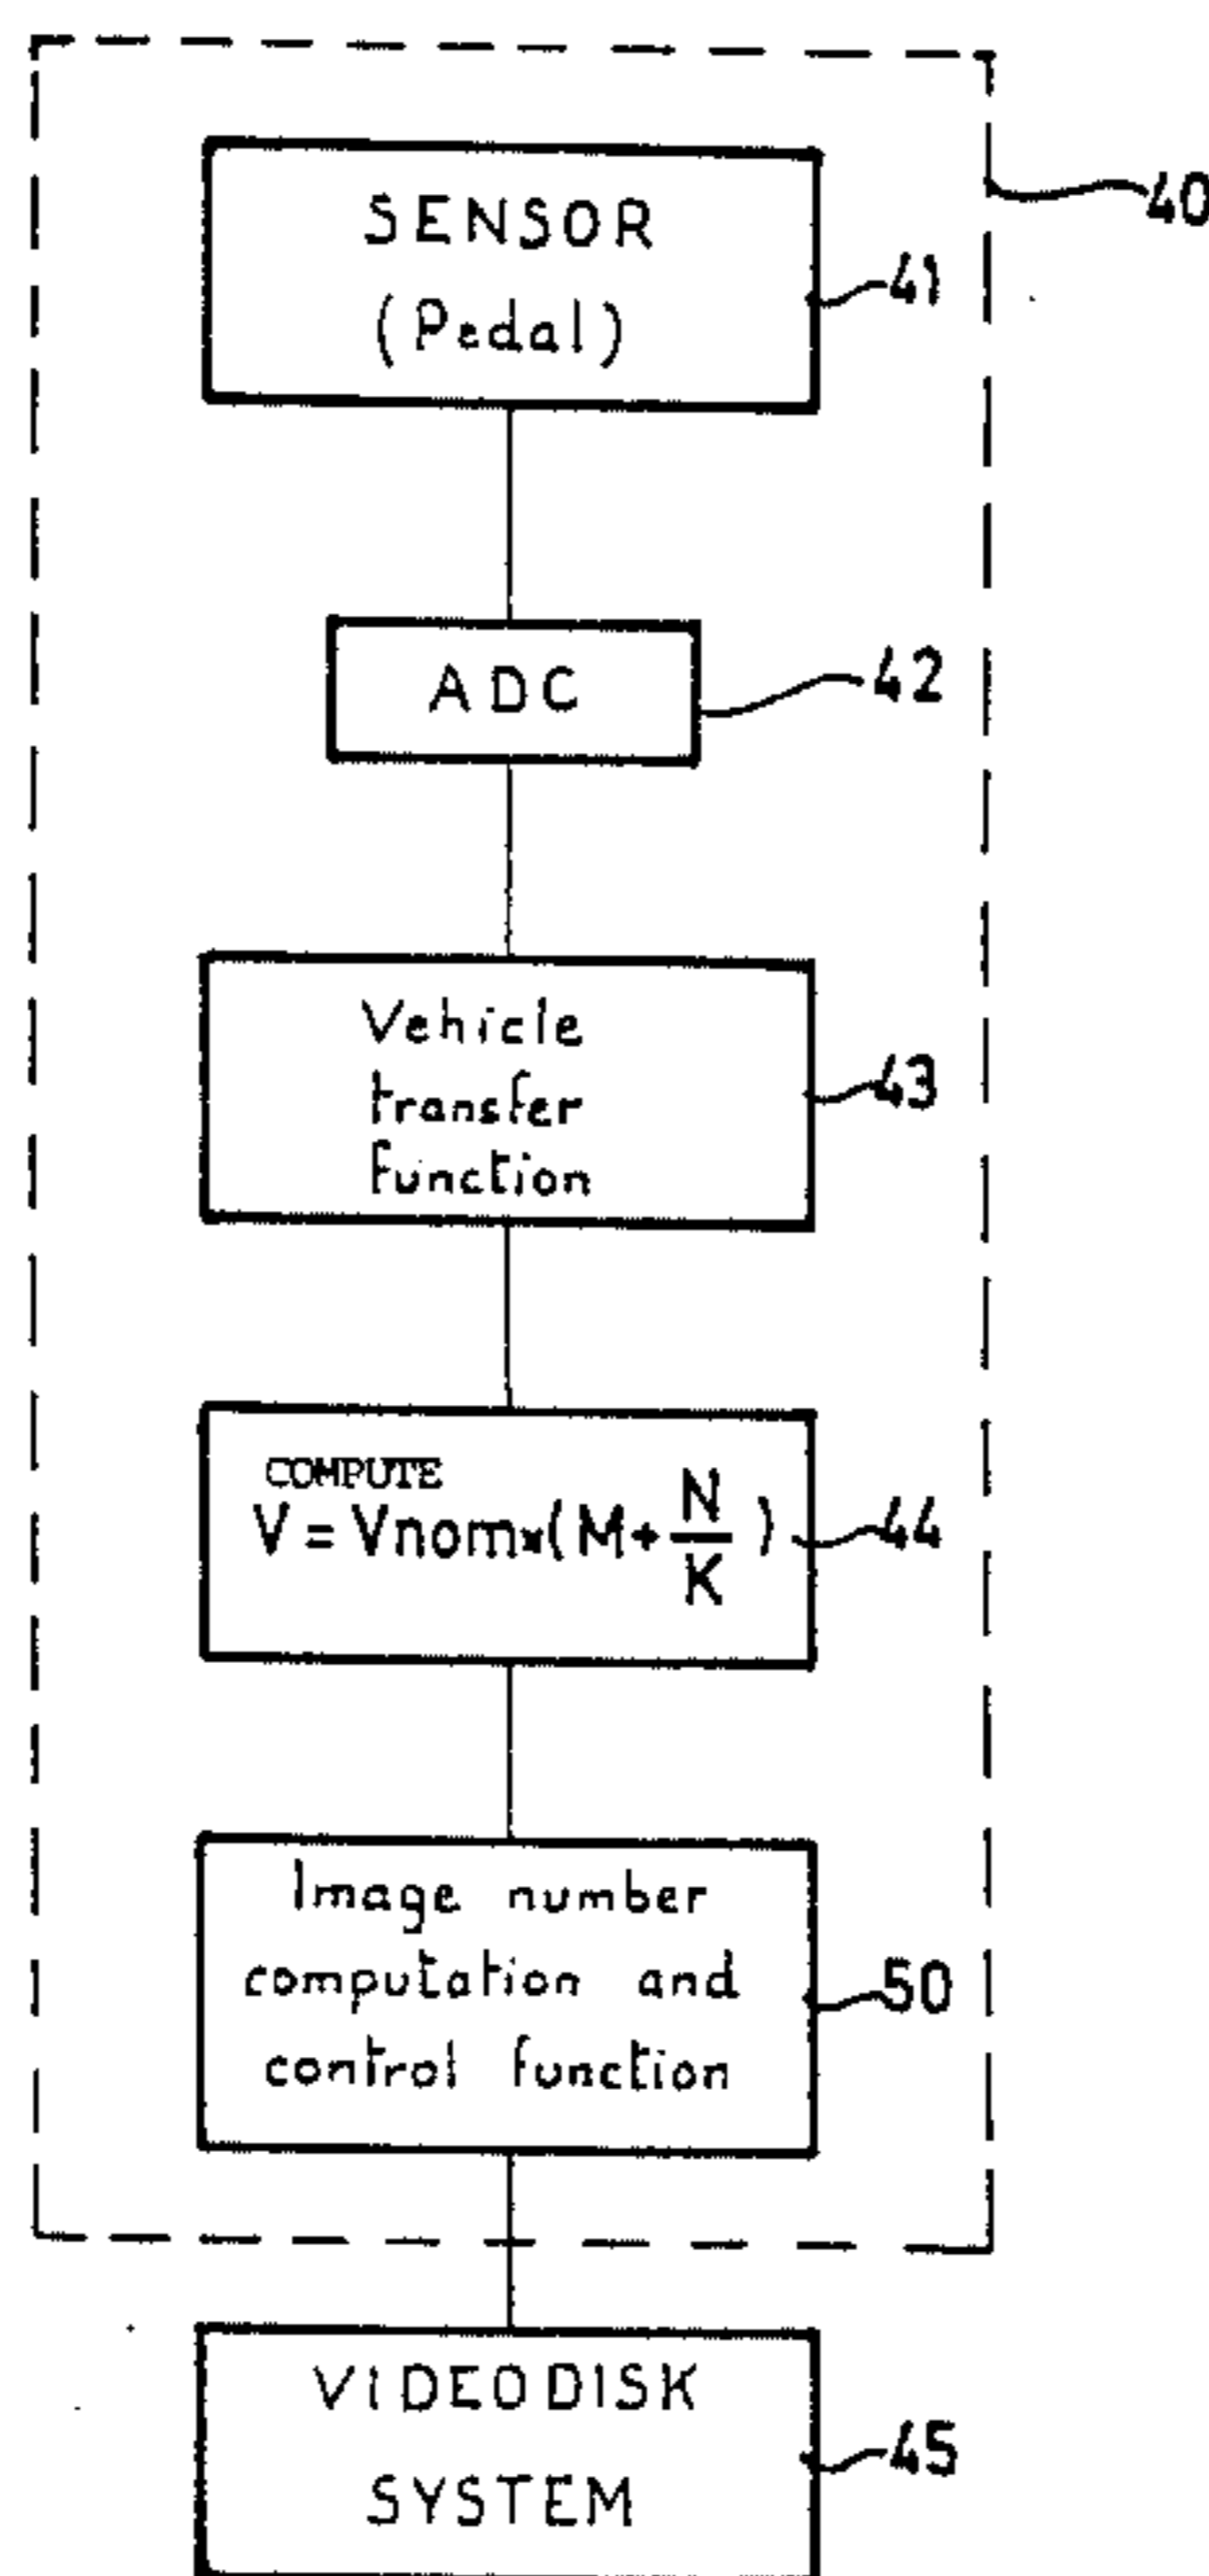 40
SENSOR
(Pedal)
41
ADC
42
Vehicle
transfer
function
43
COMPUTE
V = Vnom x (M + N/K)
44
Image number
computation and
control function
50
VIDEODISK
SYSTEM
45